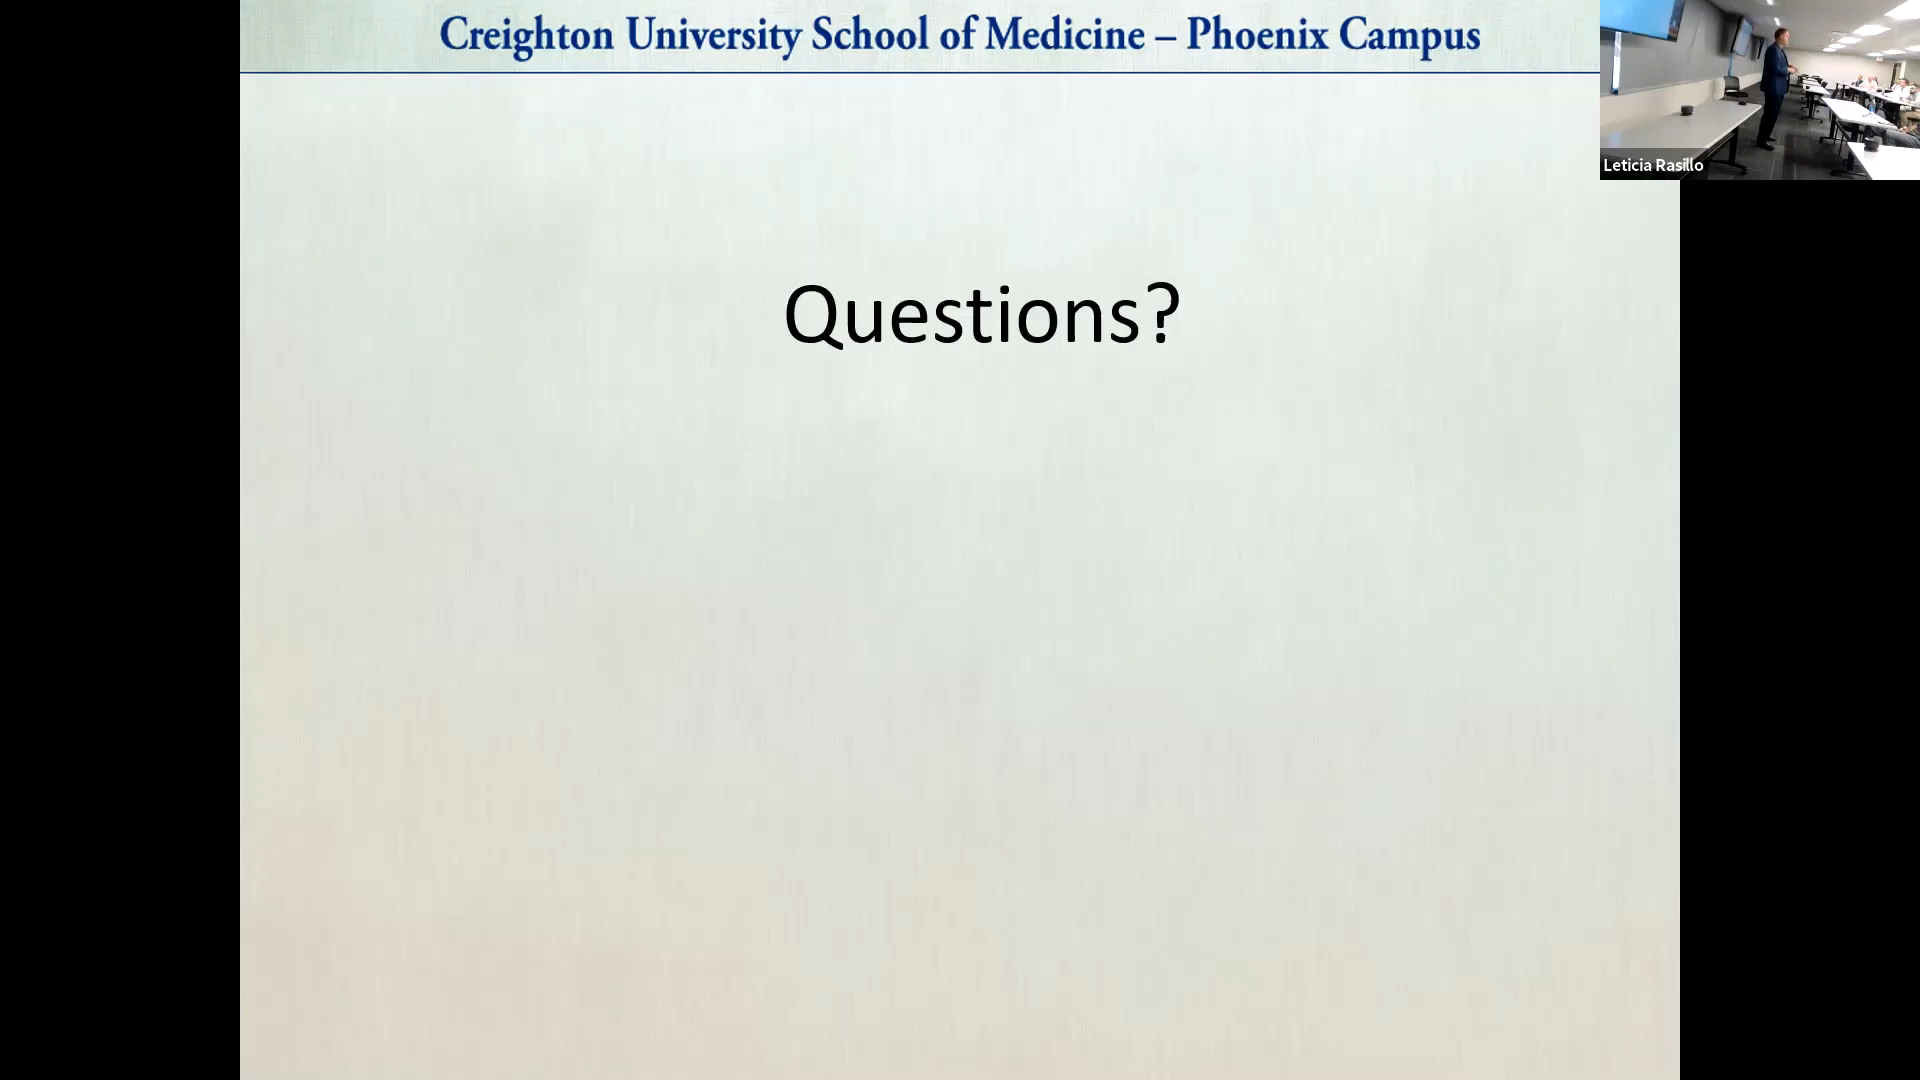 Creighton University School of Medicine – Phoenix Campus
Leticia Rasillo
Questions?